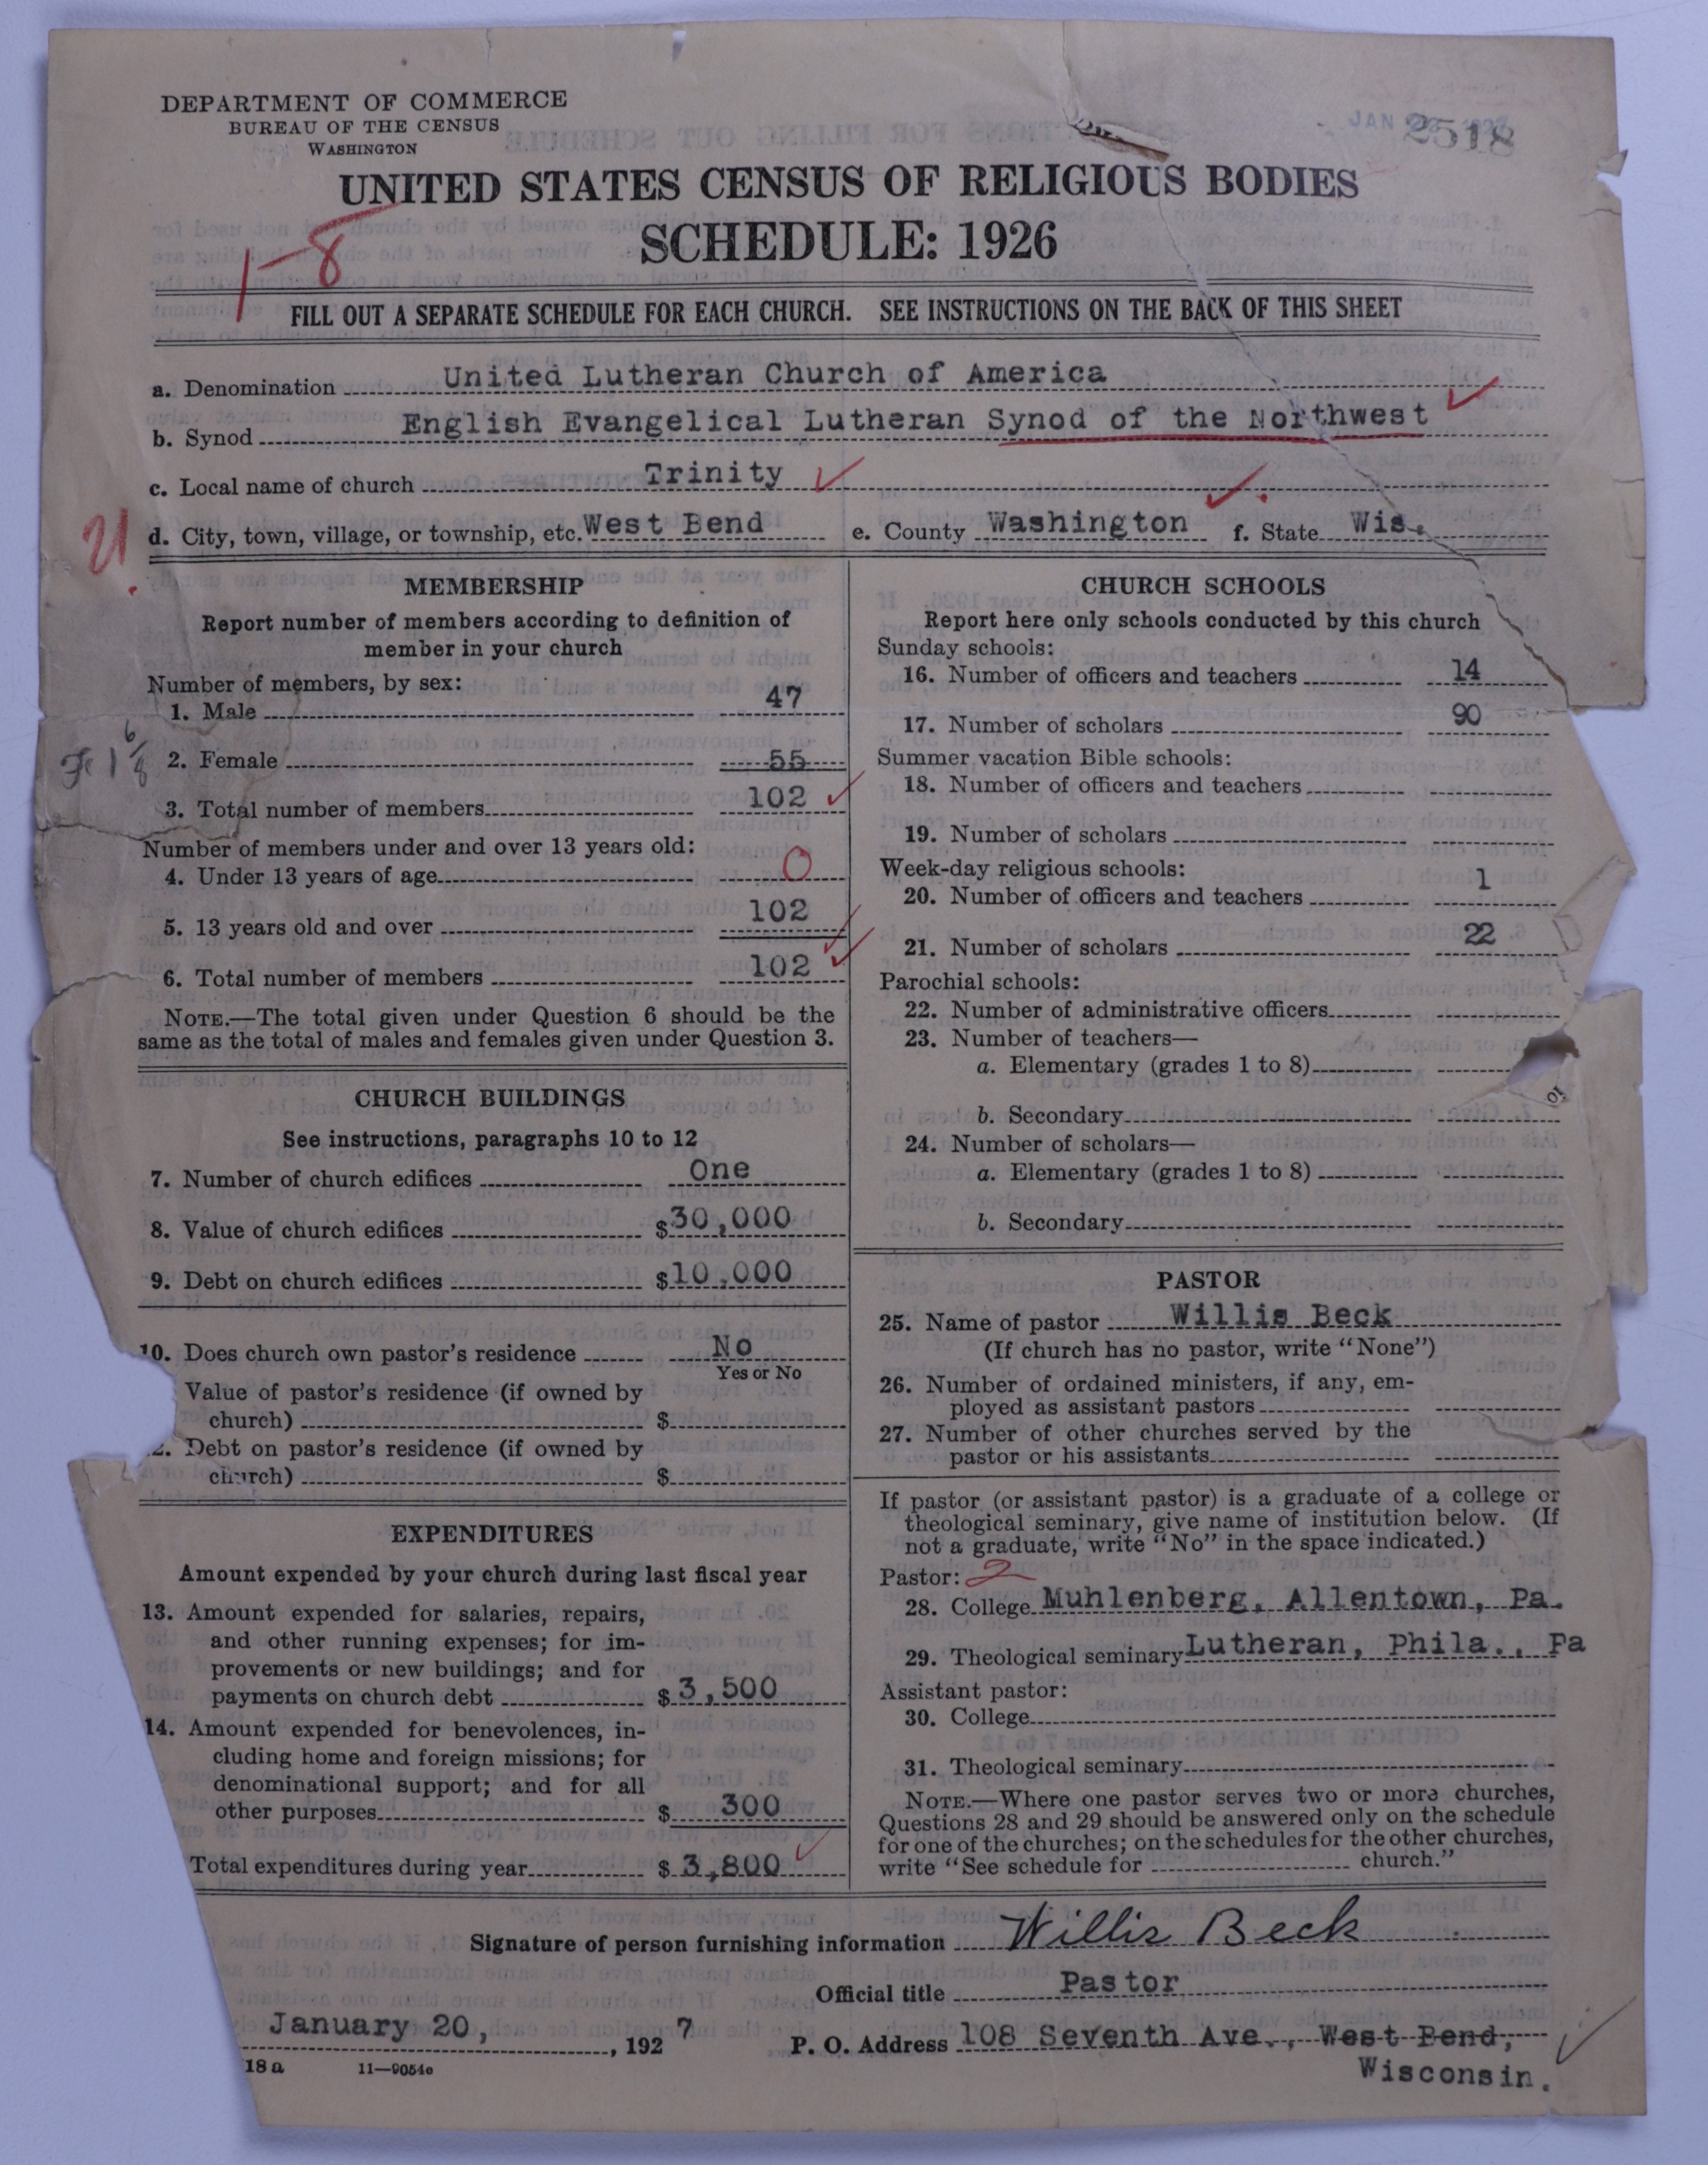 DEPARTMENT OF COMMERCE
BUREAU OF THE CENSUS
WASHINGTON
JAN 1927
2518
UNITED STATES CENSUS OF RELIGIOUS BODIES
SCHEDULE: 1926
1-8
FILL OUT A SEPARATE SCHEDULE FOR EACH CHURCH. SEE INSTRUCTIONS ON THE BACK OF THIS SHEET
a. Denomination United Lutheran Church of America
b. Synod English Evangelical Lutheran Synod of the Northwest
c. Local name of church Trinity
21
d. City, town, village, or township, etc. West Bend e. County Washington f. State Wis.
MEMBERSHIP
Report number of members according to definition of
member in your church
Number of members, by sex:
1. Male 47
2. Female 55
3. Total number of members 102
Number of members under and over 13 years old:
4. Under 13 years of age 0
5. 13 years old and over 102
6. Total number of members 102
NOTE.—The total given under Question 6 should be the
same as the total of males and females given under Question 3.
CHURCH BUILDINGS
See instructions, paragraphs 10 to 12
7. Number of church edifices One
8. Value of church edifices $30,000
9. Debt on church edifices $10,000
10. Does church own pastor's residence No
Yes or No
Value of pastor's residence (if owned by
church) $
2. Debt on pastor's residence (if owned by
church) $
EXPENDITURES
Amount expended by your church during last fiscal year
13. Amount expended for salaries, repairs,
and other running expenses; for im-
provements or new buildings; and for
payments on church debt $3,500
14. Amount expended for benevolences, in-
cluding home and foreign missions; for
denominational support; and for all
other purposes $ 300
Total expenditures during year $3,800
CHURCH SCHOOLS
Report here only schools conducted by this church
Sunday schools:
16. Number of officers and teachers 14
17. Number of scholars 90
Summer vacation Bible schools:
18. Number of officers and teachers
19. Number of scholars
Week-day religious schools:
20. Number of officers and teachers 1
21. Number of scholars 22
Parochial schools:
22. Number of administrative officers
23. Number of teachers—
a. Elementary (grades 1 to 8)
b. Secondary
24. Number of scholars—
a. Elementary (grades 1 to 8)
b. Secondary
PASTOR
25. Name of pastor Willis Beck
(If church has no pastor, write "None")
26. Number of ordained ministers, if any, em-
ployed as assistant pastors
27. Number of other churches served by the
pastor or his assistants
If pastor (or assistant pastor) is a graduate of a college or
theological seminary, give name of institution below. (If
not a graduate, write "No" in the space indicated.)
Pastor: 2
28. College Muhlenberg, Allentown, Pa.
29. Theological seminary Lutheran, Phila., Pa
Assistant pastor:
30. College
31. Theological seminary
NOTE.—Where one pastor serves two or more churches,
Questions 28 and 29 should be answered only on the schedule
for one of the churches; on the schedules for the other churches,
write "See schedule for church."
Signature of person furnishing information Willis Beck
Official title Pastor
January 20, , 1927 P. O. Address 108 Seventh Ave., West Bend,
Wisconsin.
18 a 11—9054c